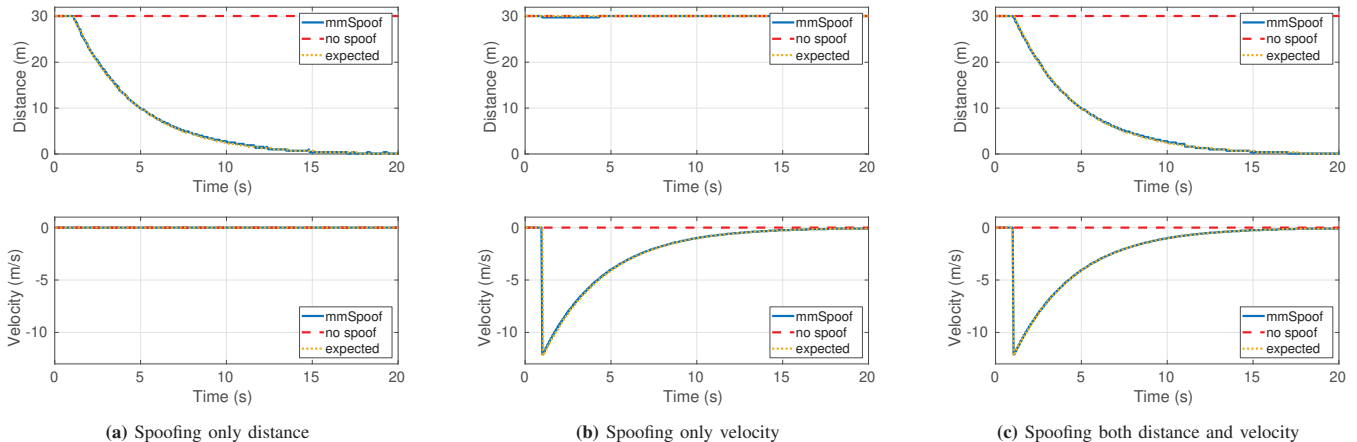 30
20
10
0
Distance (m)
0 5 10 15 20
Time (s)
mmSpoof
no spoof
expected
0
-5
-10
Velocity (m/s)
0 5 10 15 20
Time (s)
mmSpoof
no spoof
expected
(a) Spoofing only distance
30
20
10
0
Distance (m)
0 5 10 15 20
Time (s)
mmSpoof
no spoof
expected
0
-5
-10
Velocity (m/s)
0 5 10 15 20
Time (s)
mmSpoof
no spoof
expected
(b) Spoofing only velocity
30
20
10
0
Distance (m)
0 5 10 15 20
Time (s)
mmSpoof
no spoof
expected
0
-5
-10
Velocity (m/s)
0 5 10 15 20
Time (s)
mmSpoof
no spoof
expected
(c) Spoofing both distance and velocity